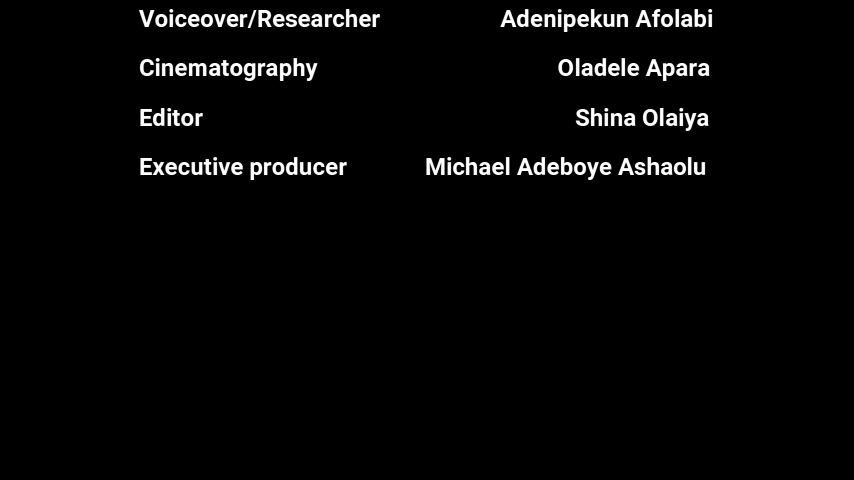 Voiceover/Researcher Adenipekun Afolabi
Cinematography Oladele Apara
Editor Shina Olaiya
Executive producer Michael Adeboye Ashaolu